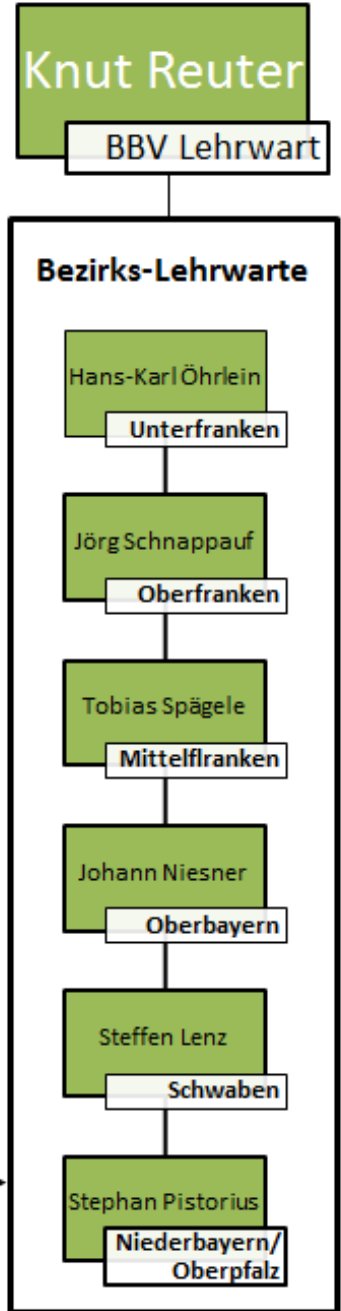 Knut Reuter
BBV Lehrwart
Bezirks-Lehrwarte
Hans-Karl Öhrlein
Unterfranken
Jörg Schnappauf
Oberfranken
Tobias Spägele
Mittelflranken
Johann Niesner
Oberbayern
Steffen Lenz
Schwaben
Stephan Pistorius
Niederbayern/
Oberpfalz